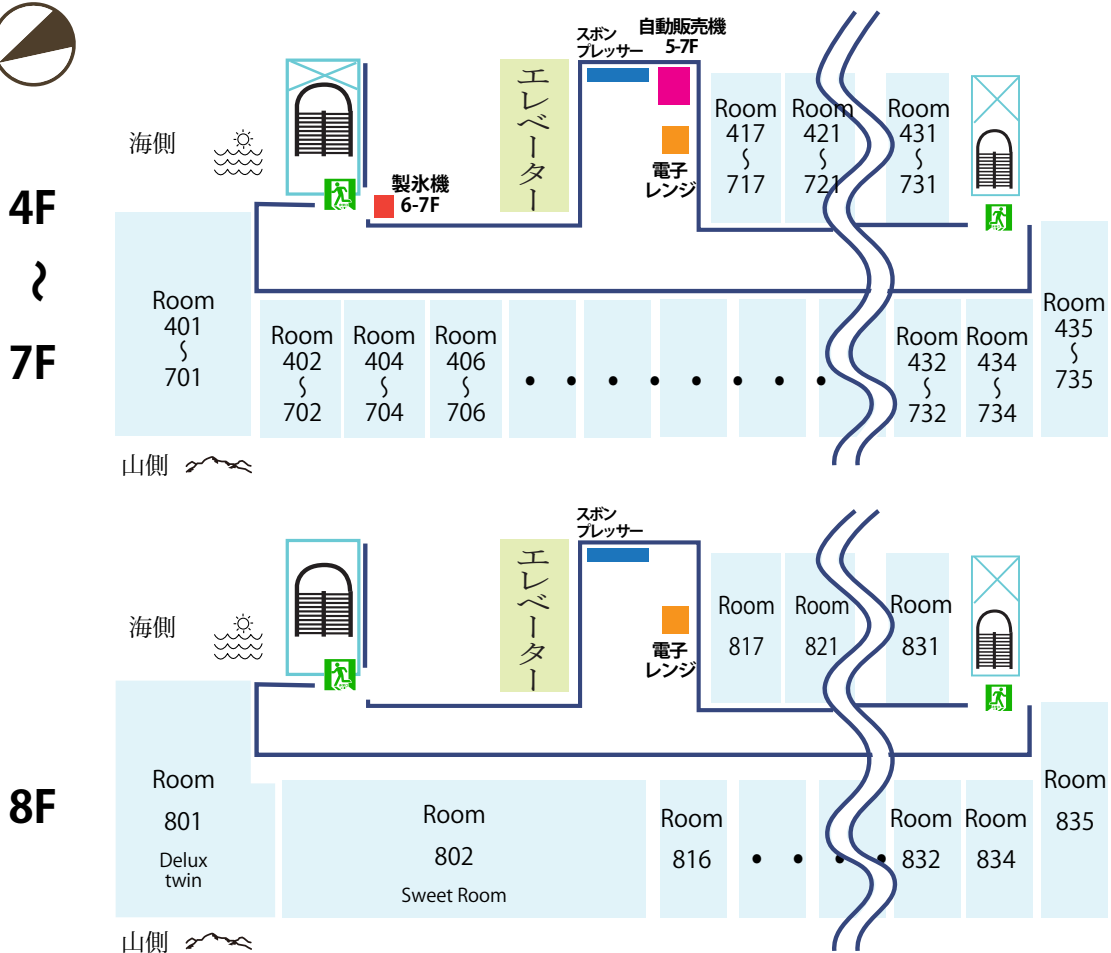 スボン
プレッサー
自動販売機
5-7F
エレベーター
海側
電子
レンジ
製氷機
6-7F
Room
417
〜
717
Room
421
〜
721
Room
431
〜
731
4F
〜
7F
Room
401
〜
701
Room
402
〜
702
Room
404
〜
704
Room
406
〜
706
Room
432
〜
732
Room
434
〜
734
Room
435
〜
735
山側
スボン
プレッサー
エレベーター
海側
電子
レンジ
Room
817
Room
821
Room
831
8F
Room
801
Delux
twin
Room
802
Sweet Room
Room
816
Room
832
Room
834
Room
835
山側